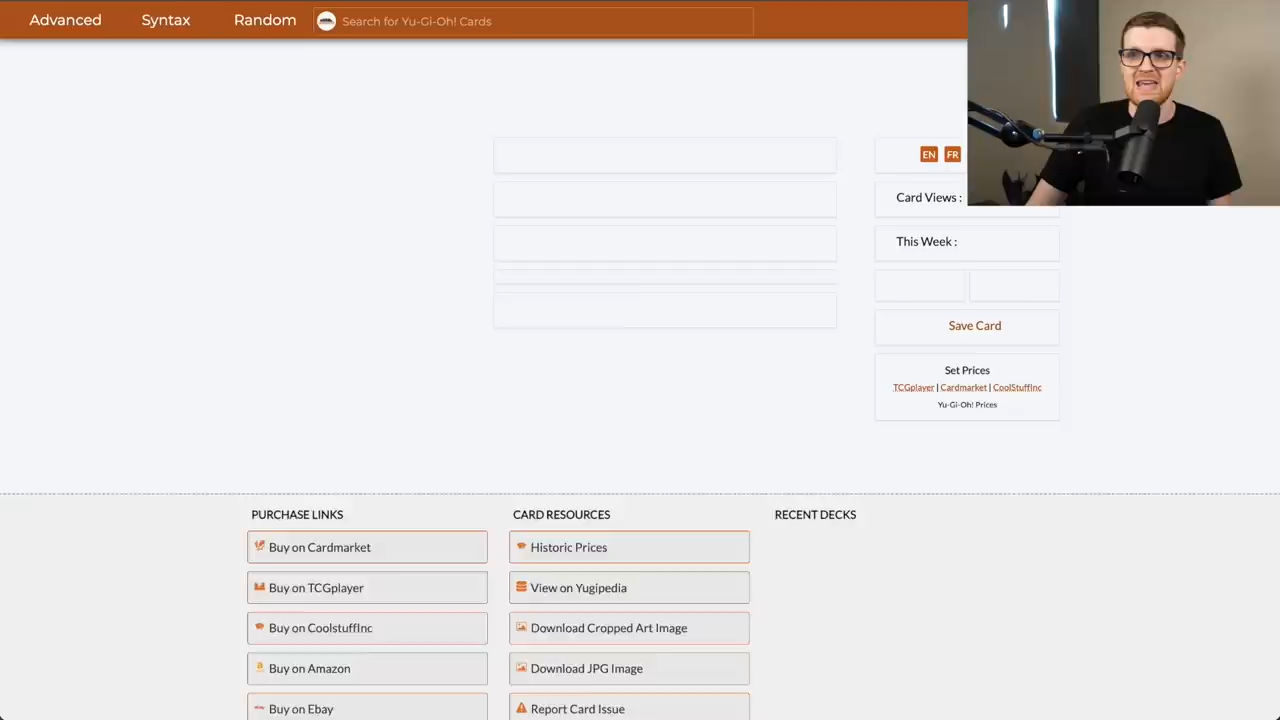 Advanced
Syntax
Random
Search for Yu-Gi-Oh! Cards
EN FR
Card Views :
This Week :
Save Card
Set Prices
TCGplayer | Cardmarket | CoolStuffInc
Yu-Gi-Oh! Prices
PURCHASE LINKS
Buy on Cardmarket
Buy on TCGplayer
Buy on CoolstuffInc
Buy on Amazon
Buy on Ebay
CARD RESOURCES
Historic Prices
View on Yugipedia
Download Cropped Art Image
Download JPG Image
Report Card Issue
RECENT DECKS